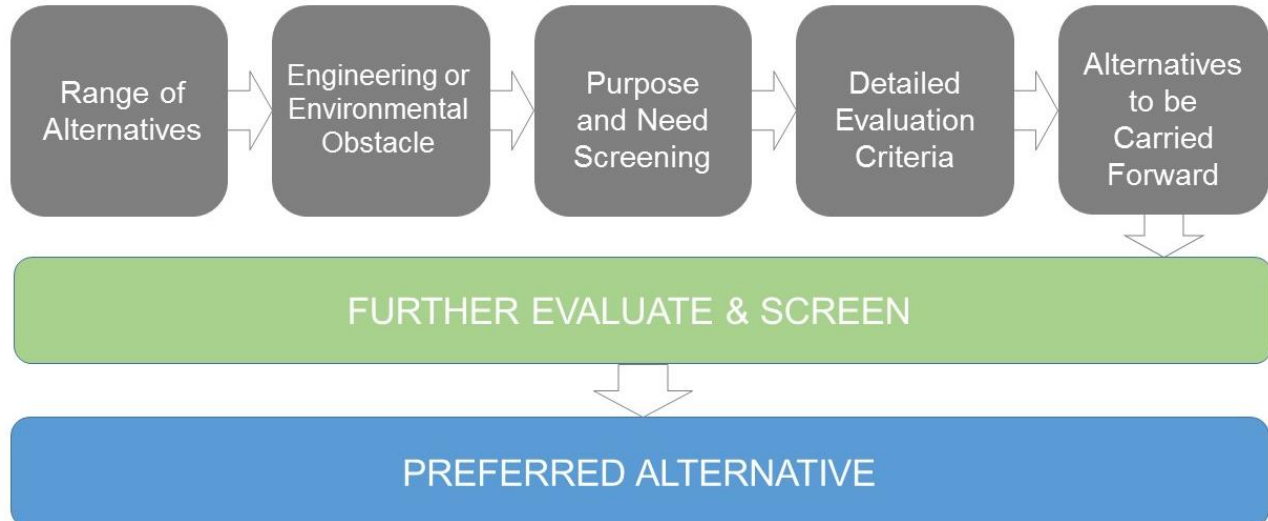 Range of
Alternatives
Engineering or
Environmental
Obstacle
Purpose
and Need
Screening
Detailed
Evaluation
Criteria
Alternatives
to be
Carried
Forward
FURTHER EVALUATE & SCREEN
PREFERRED ALTERNATIVE